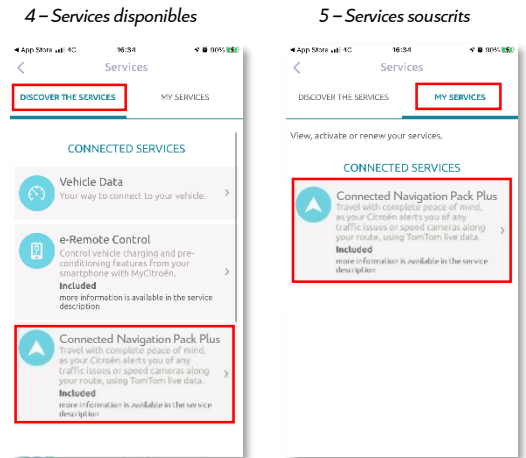 4 – Services disponibles
5 – Services souscrits
App Store 4G 16:34 90%
Services
DISCOVER THE SERVICES MY SERVICES
CONNECTED SERVICES
Vehicle Data
Your way to connect to your vehicle.
e-Remote Control
Control vehicle charging and pre-
conditioning features from your
smartphone with MyCitroën.
Included
more information is available in the service
description
Connected Navigation Pack Plus
Travel with complete peace of mind,
as your Citroën alerts you of any
traffic issues or speed cameras along
your route, using TomTom live data.
Included
more information is available in the service
description
App Store 4G 16:34 90%
Services
DISCOVER THE SERVICES MY SERVICES
View, activate or renew your services.
CONNECTED SERVICES
Connected Navigation Pack Plus
Travel with complete peace of mind,
as your Citroën alerts you of any
traffic issues or speed cameras along
your route, using TomTom live data.
Included
more information is available in the service
description